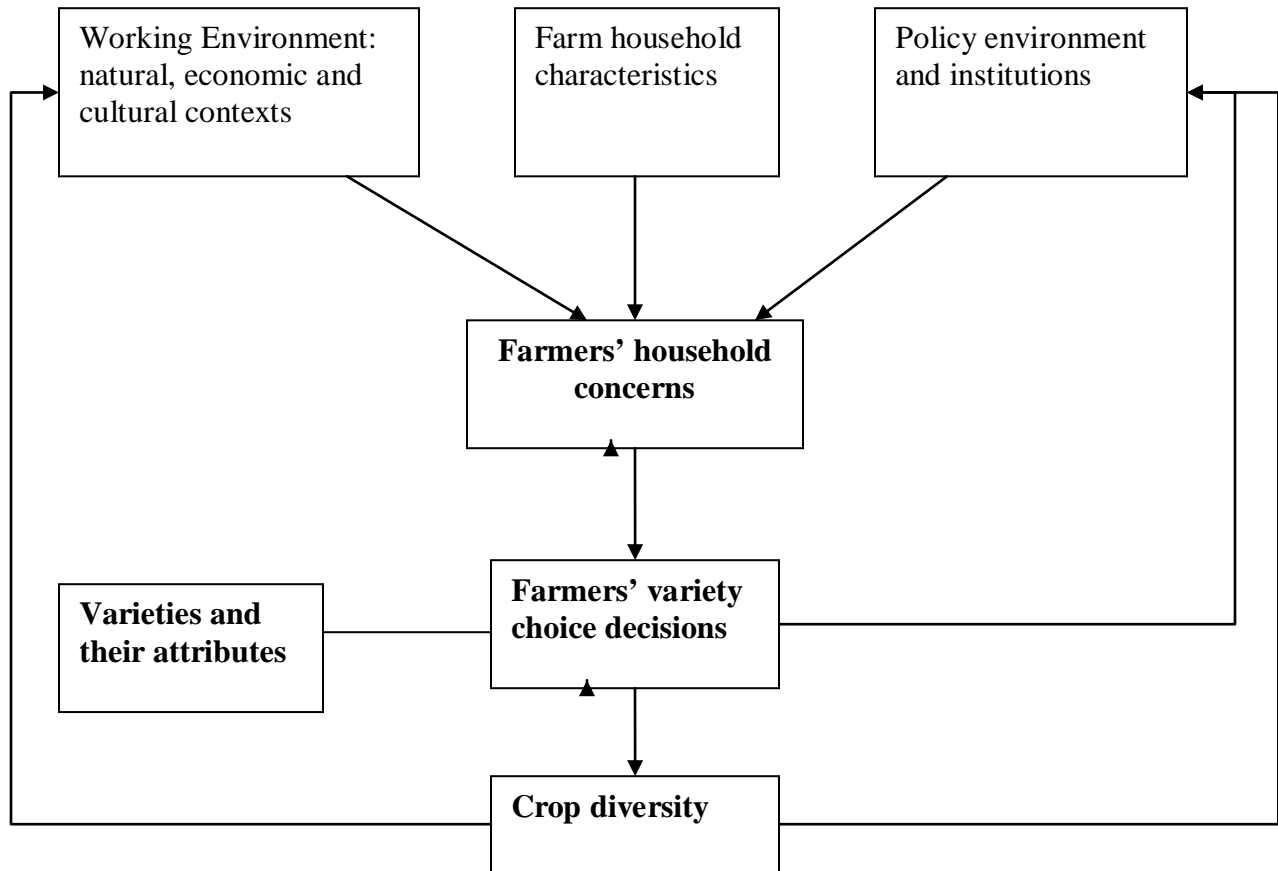 Working Environment:
natural, economic and
cultural contexts
Farm household
characteristics
Policy environment
and institutions
Farmers’ household
concerns
Varieties and
their attributes
Farmers’ variety
choice decisions
Crop diversity